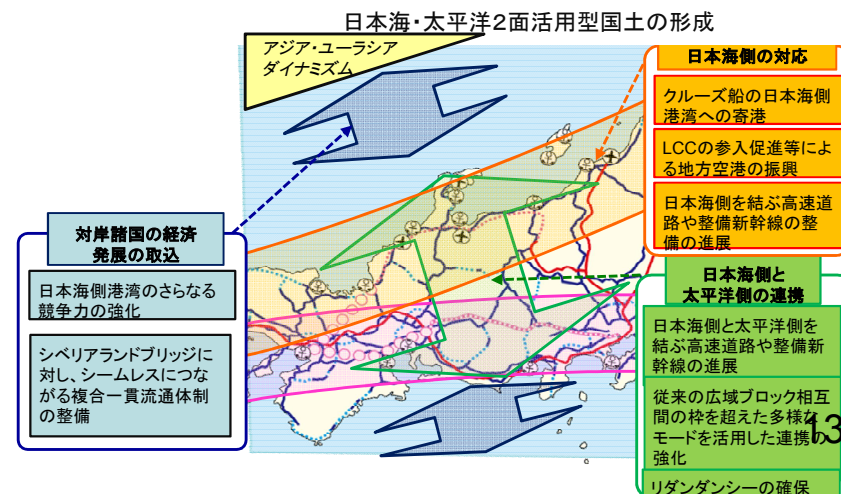 日本海・太平洋2面活用型国土の形成
アジア・ユーラシア
ダイナミズム
対岸諸国の経済
発展の取込
日本海側港湾のさらなる
競争力の強化
シベリアランドブリッジに
対し、シームレスにつな
がる複合一貫流通体制
の整備
日本海側の対応
クルーズ船の日本海側
港湾への寄港
LCCの参入促進等によ
る地方空港の振興
日本海側を結ぶ高速道
路や整備新幹線の整
備の進展
日本海側と
太平洋側の連携
日本海側と太平洋側を
結ぶ高速道路や整備新
幹線の進展
従来の広域ブロック相互
間の枠を超えた多様な
モードを活用した連携の
強化
リダンダンシーの確保
13